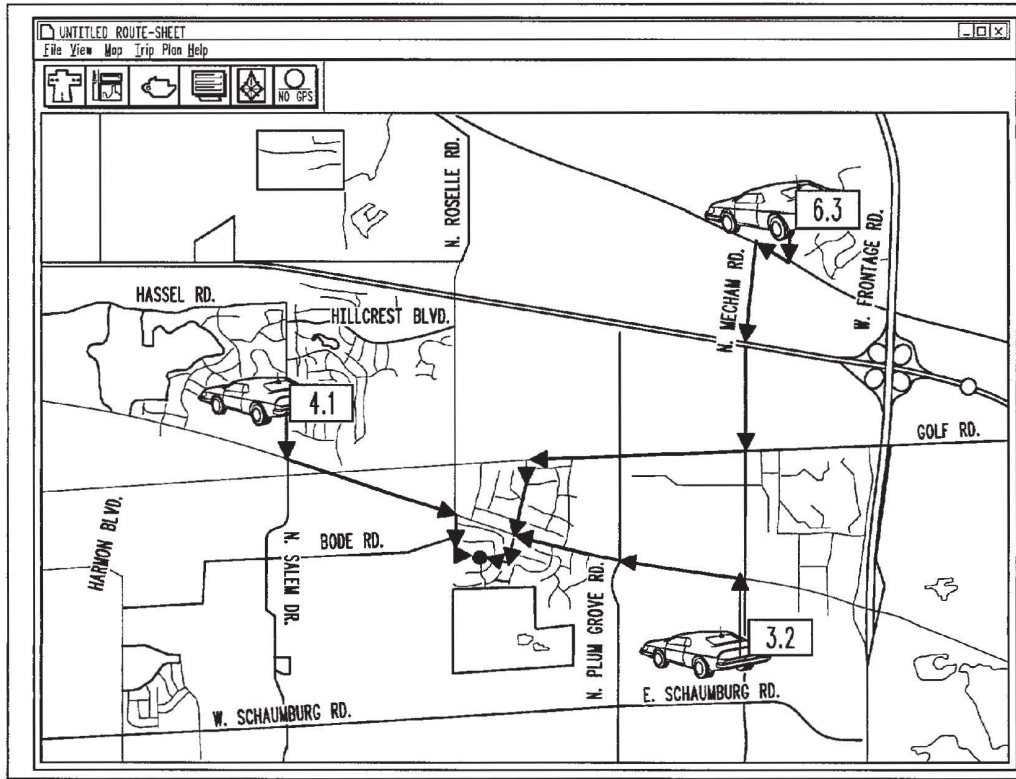 UNTITLED ROUTE-SHEET
File View Map Trip Plan Help
NO GPS
N. ROSELLE RD.
6.3
W. FRONTAGE RD.
N. MECHAM RD.
HASSEL RD.
HILLCREST BLVD.
4.1
GOLF RD.
HARMON BLVD.
N. SALEM DR.
BODE RD.
N. PLUM GROVE RD.
3.2
E. SCHAUMBURG RD.
W. SCHAUMBURG RD.